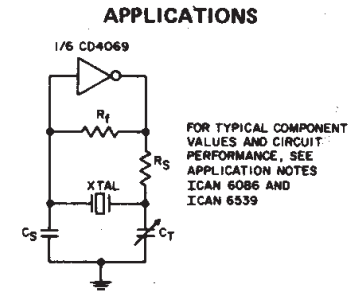 APPLICATIONS
1/6 CD4069
Rf
FOR TYPICAL COMPONENT
VALUES AND CIRCUIT
PERFORMANCE, SEE
APPLICATION NOTES
ICAN 6086 AND
ICAN 6539
RS
XTAL
CS
CT